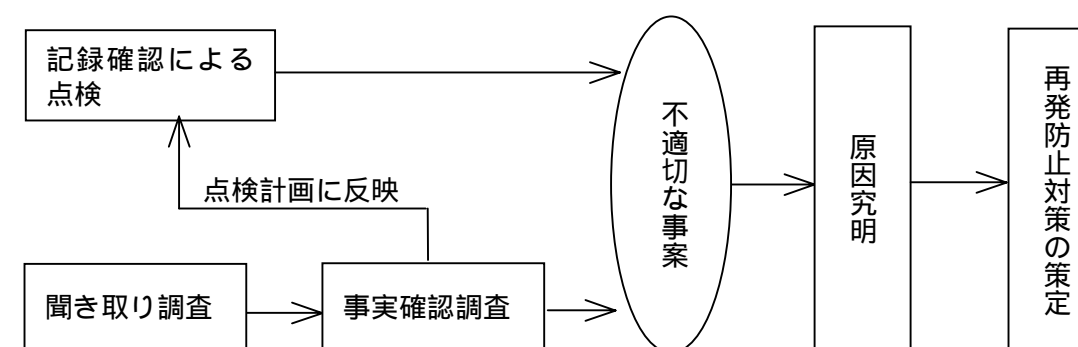 記録確認による
点検
点検計画に反映
聞き取り調査
事実確認調査
不適切な事案
原因究明
再発防止対策の策定